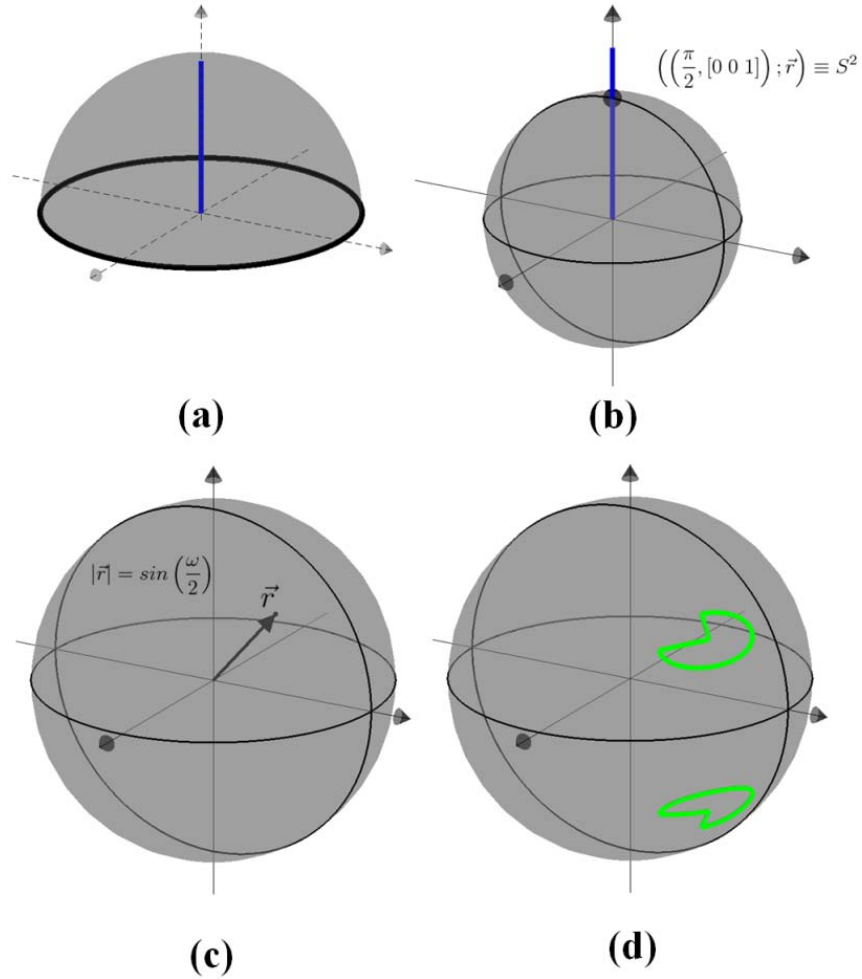 ((π/2, [0 0 1]) ; r⃗) ≡ S²
(a)
(b)
|r⃗| = sin(ω/2)
r⃗
(c)
(d)